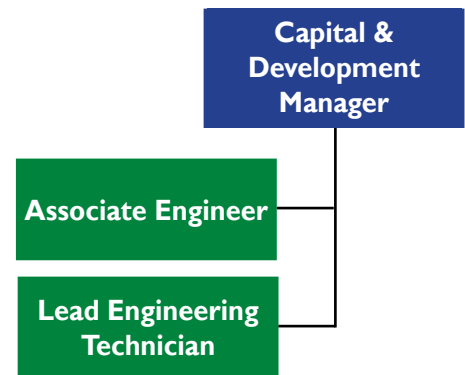 Capital &
Development
Manager
Associate Engineer
Lead Engineering
Technician